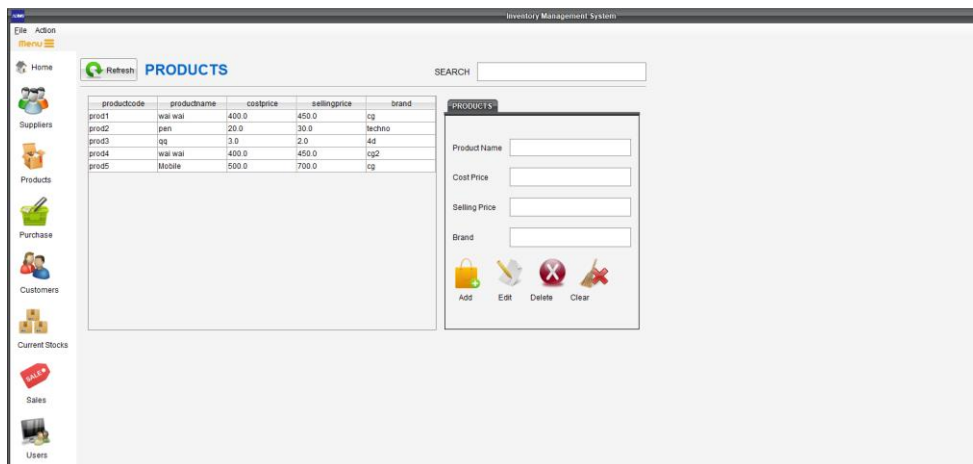 Inventory Management System
File Action
Menu
Home
Refresh PRODUCTS SEARCH
Suppliers
Products
Purchase
Customers
Current Stocks
SALE
Sales
Users
productcode productname costprice sellingprice brand
prod1 wai wai 400.0 450.0 cg
prod2 pen 20.0 30.0 techno
prod3 qq 3.0 2.0 4d
prod4 wai wai 400.0 450.0 cg2
prod5 Mobile 500.0 700.0 cg
PRODUCTS
Product Name
Cost Price
Selling Price
Brand
Add Edit Delete Clear